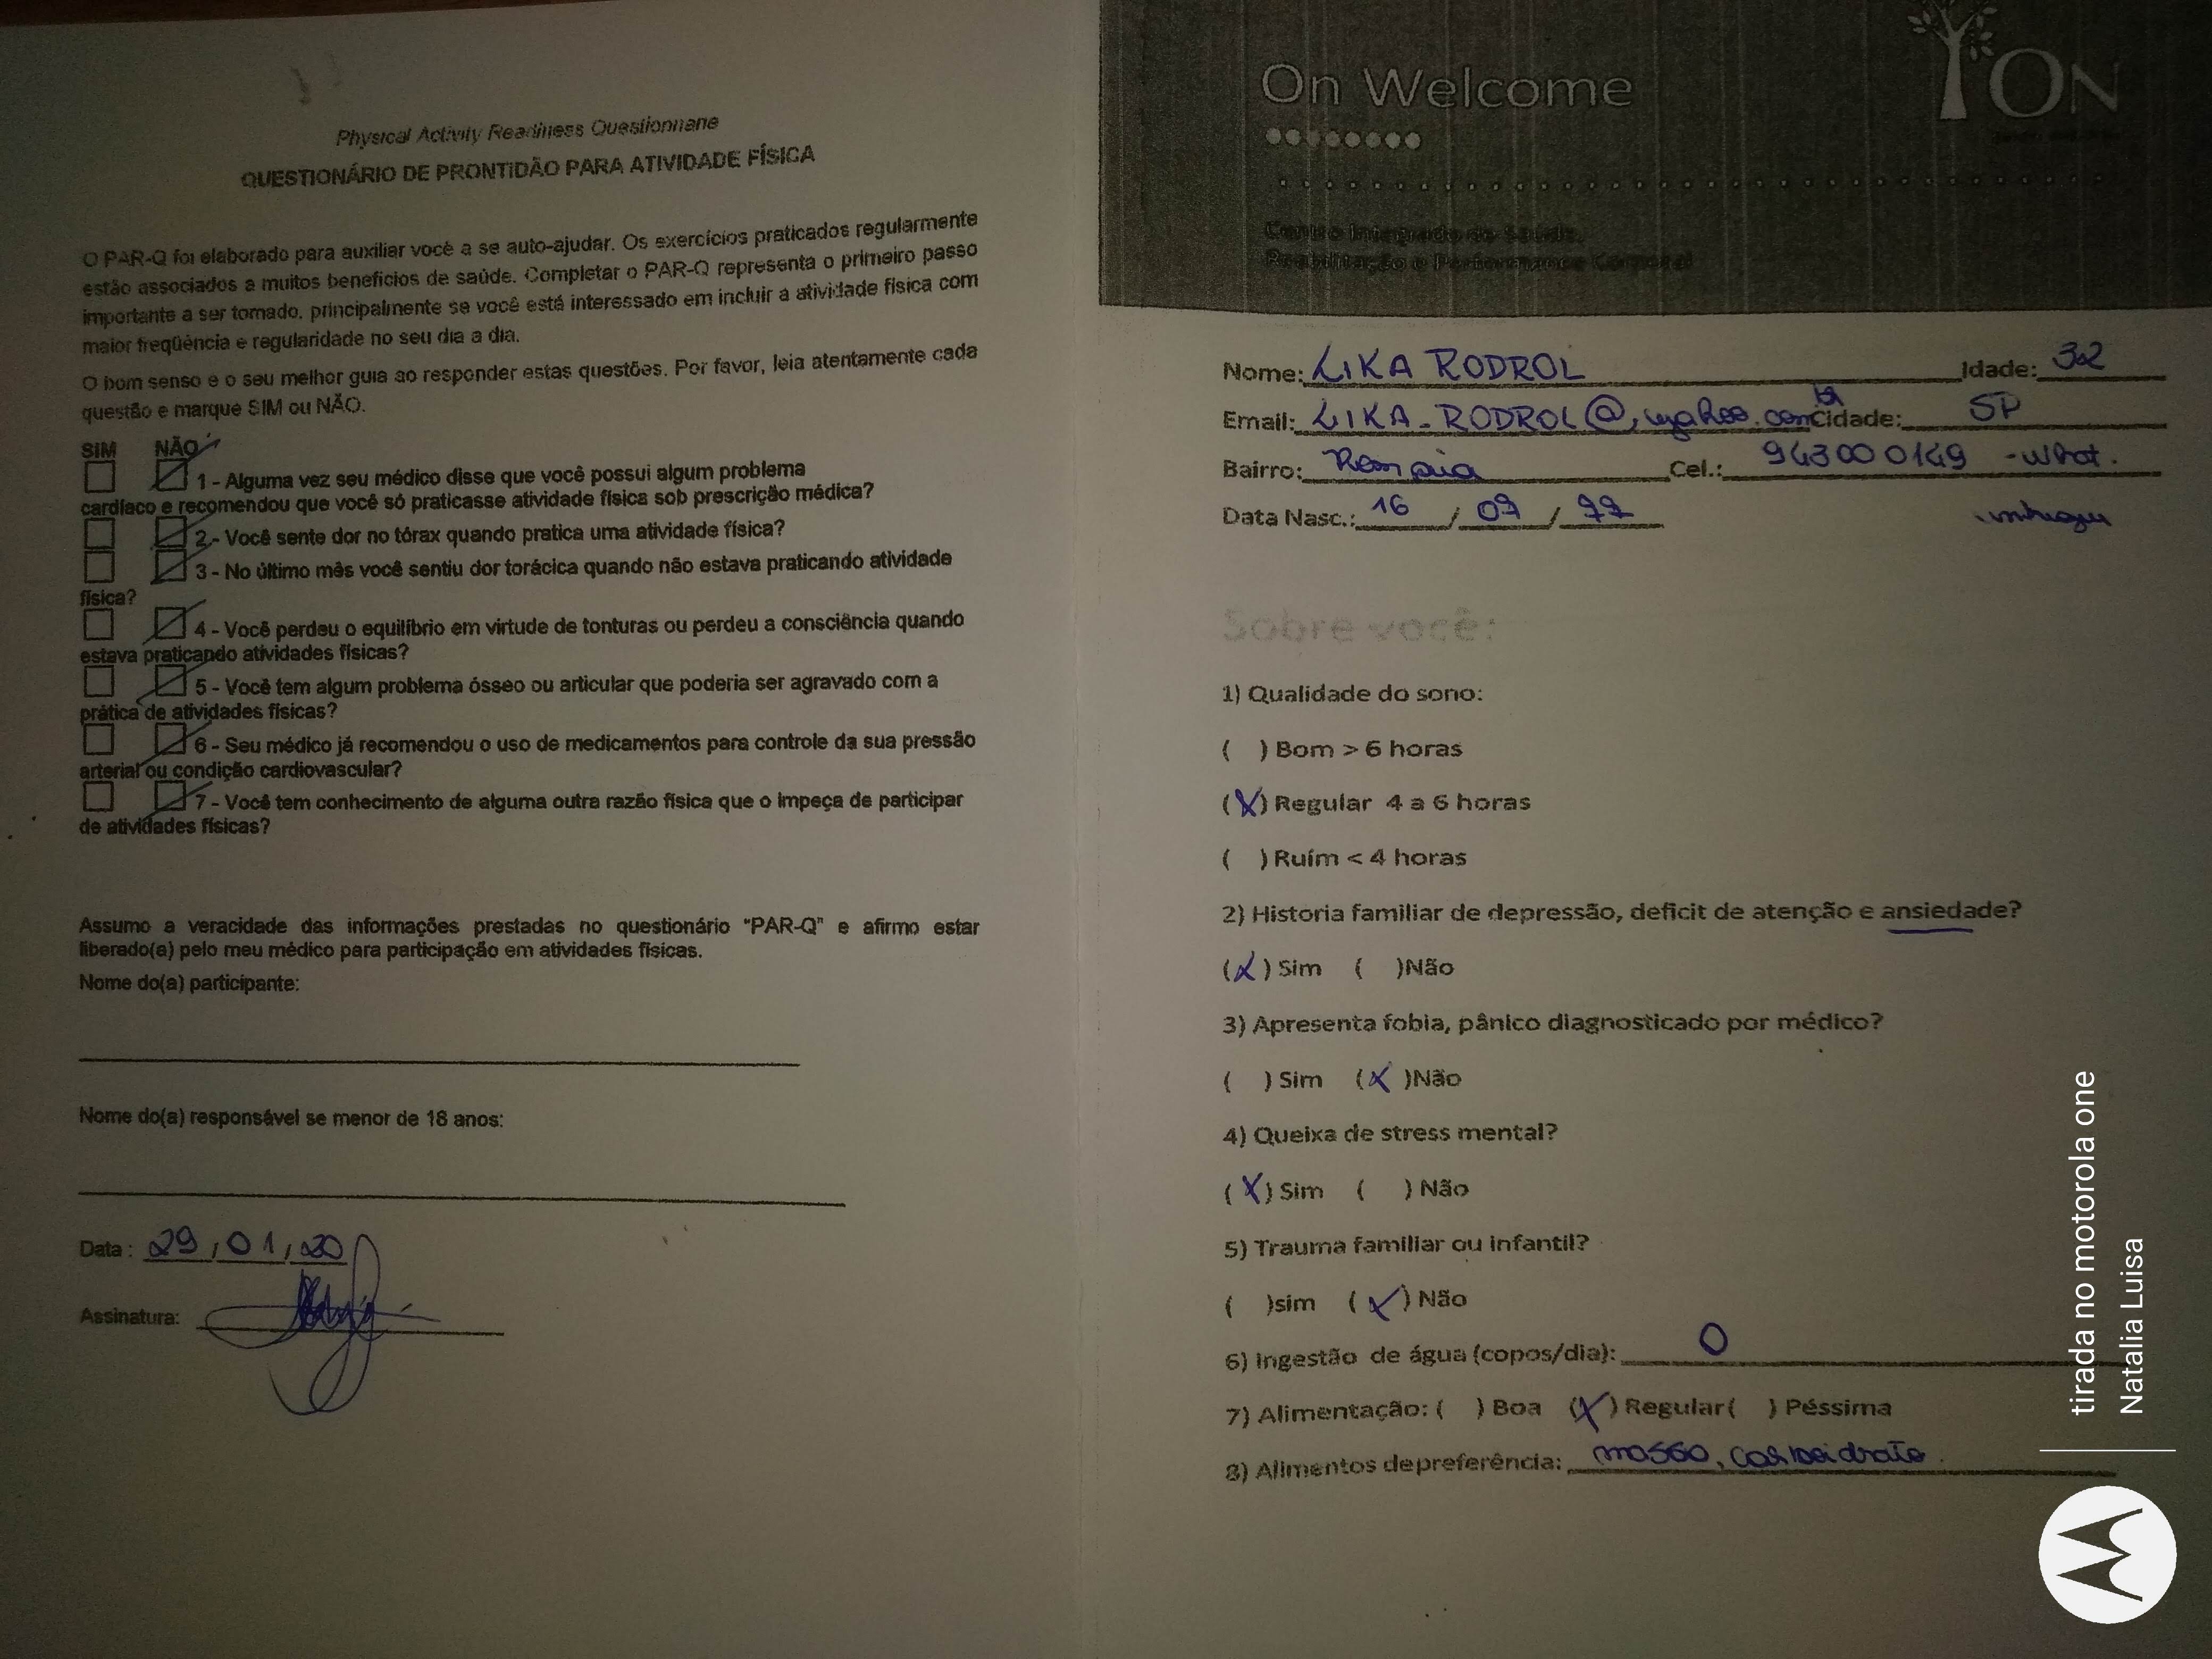 Physical Activity Readiness Questionnaire
QUESTIONÁRIO DE PRONTIDÃO PARA ATIVIDADE FÍSICA
O PAR-Q foi elaborado para auxiliar você a se auto-ajudar. Os exercícios praticados regularmente
estão associados a muitos benefícios de saúde. Completar o PAR-Q representa o primeiro passo
importante a ser tomado, principalmente se você está interessado em incluir a atividade física com
maior freqüência e regularidade no seu dia a dia.
O bom senso e o seu melhor guia ao responder estas questões. Por favor, leia atentamente cada
questão e marque SIM ou NÃO.
SIM NÃO
1 - Alguma vez seu médico disse que você possui algum problema
cardíaco e recomendou que você só praticasse atividade física sob prescrição médica?
2 - Você sente dor no tórax quando pratica uma atividade física?
3 - No último mês você sentiu dor torácica quando não estava praticando atividade
física?
4 - Você perdeu o equilíbrio em virtude de tonturas ou perdeu a consciência quando
estava praticando atividades físicas?
5 - Você tem algum problema ósseo ou articular que poderia ser agravado com a
prática de atividades físicas?
6 - Seu médico já recomendou o uso de medicamentos para controle da sua pressão
arterial ou condição cardiovascular?
7 - Você tem conhecimento de alguma outra razão física que o impeça de participar
de atividades físicas?
Assumo a veracidade das informações prestadas no questionário "PAR-Q" e afirmo estar
liberado(a) pelo meu médico para participação em atividades físicas.
Nome do(a) participante:
Nome do(a) responsável se menor de 18 anos:
Data : 29 / 01 / 20
Assinatura:
On Welcome
ON
Centro Integrado de Saúde,
Reabilitação e Performance Corporal
Nome: LIKA RODROL Idade: 32
Email: LIKA_RODROL@yahoo.com.br Cidade: SP
Bairro: Pompéia Cel.: 943000149 - What.
Data Nasc.: 16 / 07 /
Sobre você:
1) Qualidade do sono:
( ) Bom > 6 horas
(X) Regular 4 a 6 horas
( ) Ruím < 4 horas
2) Historia familiar de depressão, deficit de atenção e ansiedade?
(X) Sim ( )Não
3) Apresenta fobia, pânico diagnosticado por médico?
( ) Sim (X )Não
4) Queixa de stress mental?
(X) Sim ( ) Não
5) Trauma familiar ou infantil?
( )sim (X) Não
6) Ingestão de água (copos/dia): 0
7) Alimentação: ( ) Boa (X) Regular( ) Péssima
8) Alimentos depreferência: massa, carboidrato.
tirada no motorola one
Natalia Luisa